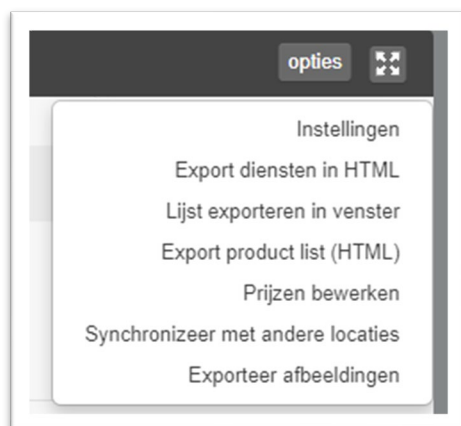 opties
Instellingen
Export diensten in HTML
Lijst exporteren in venster
Export product list (HTML)
Prijzen bewerken
Synchronizeer met andere locaties
Exporteer afbeeldingen